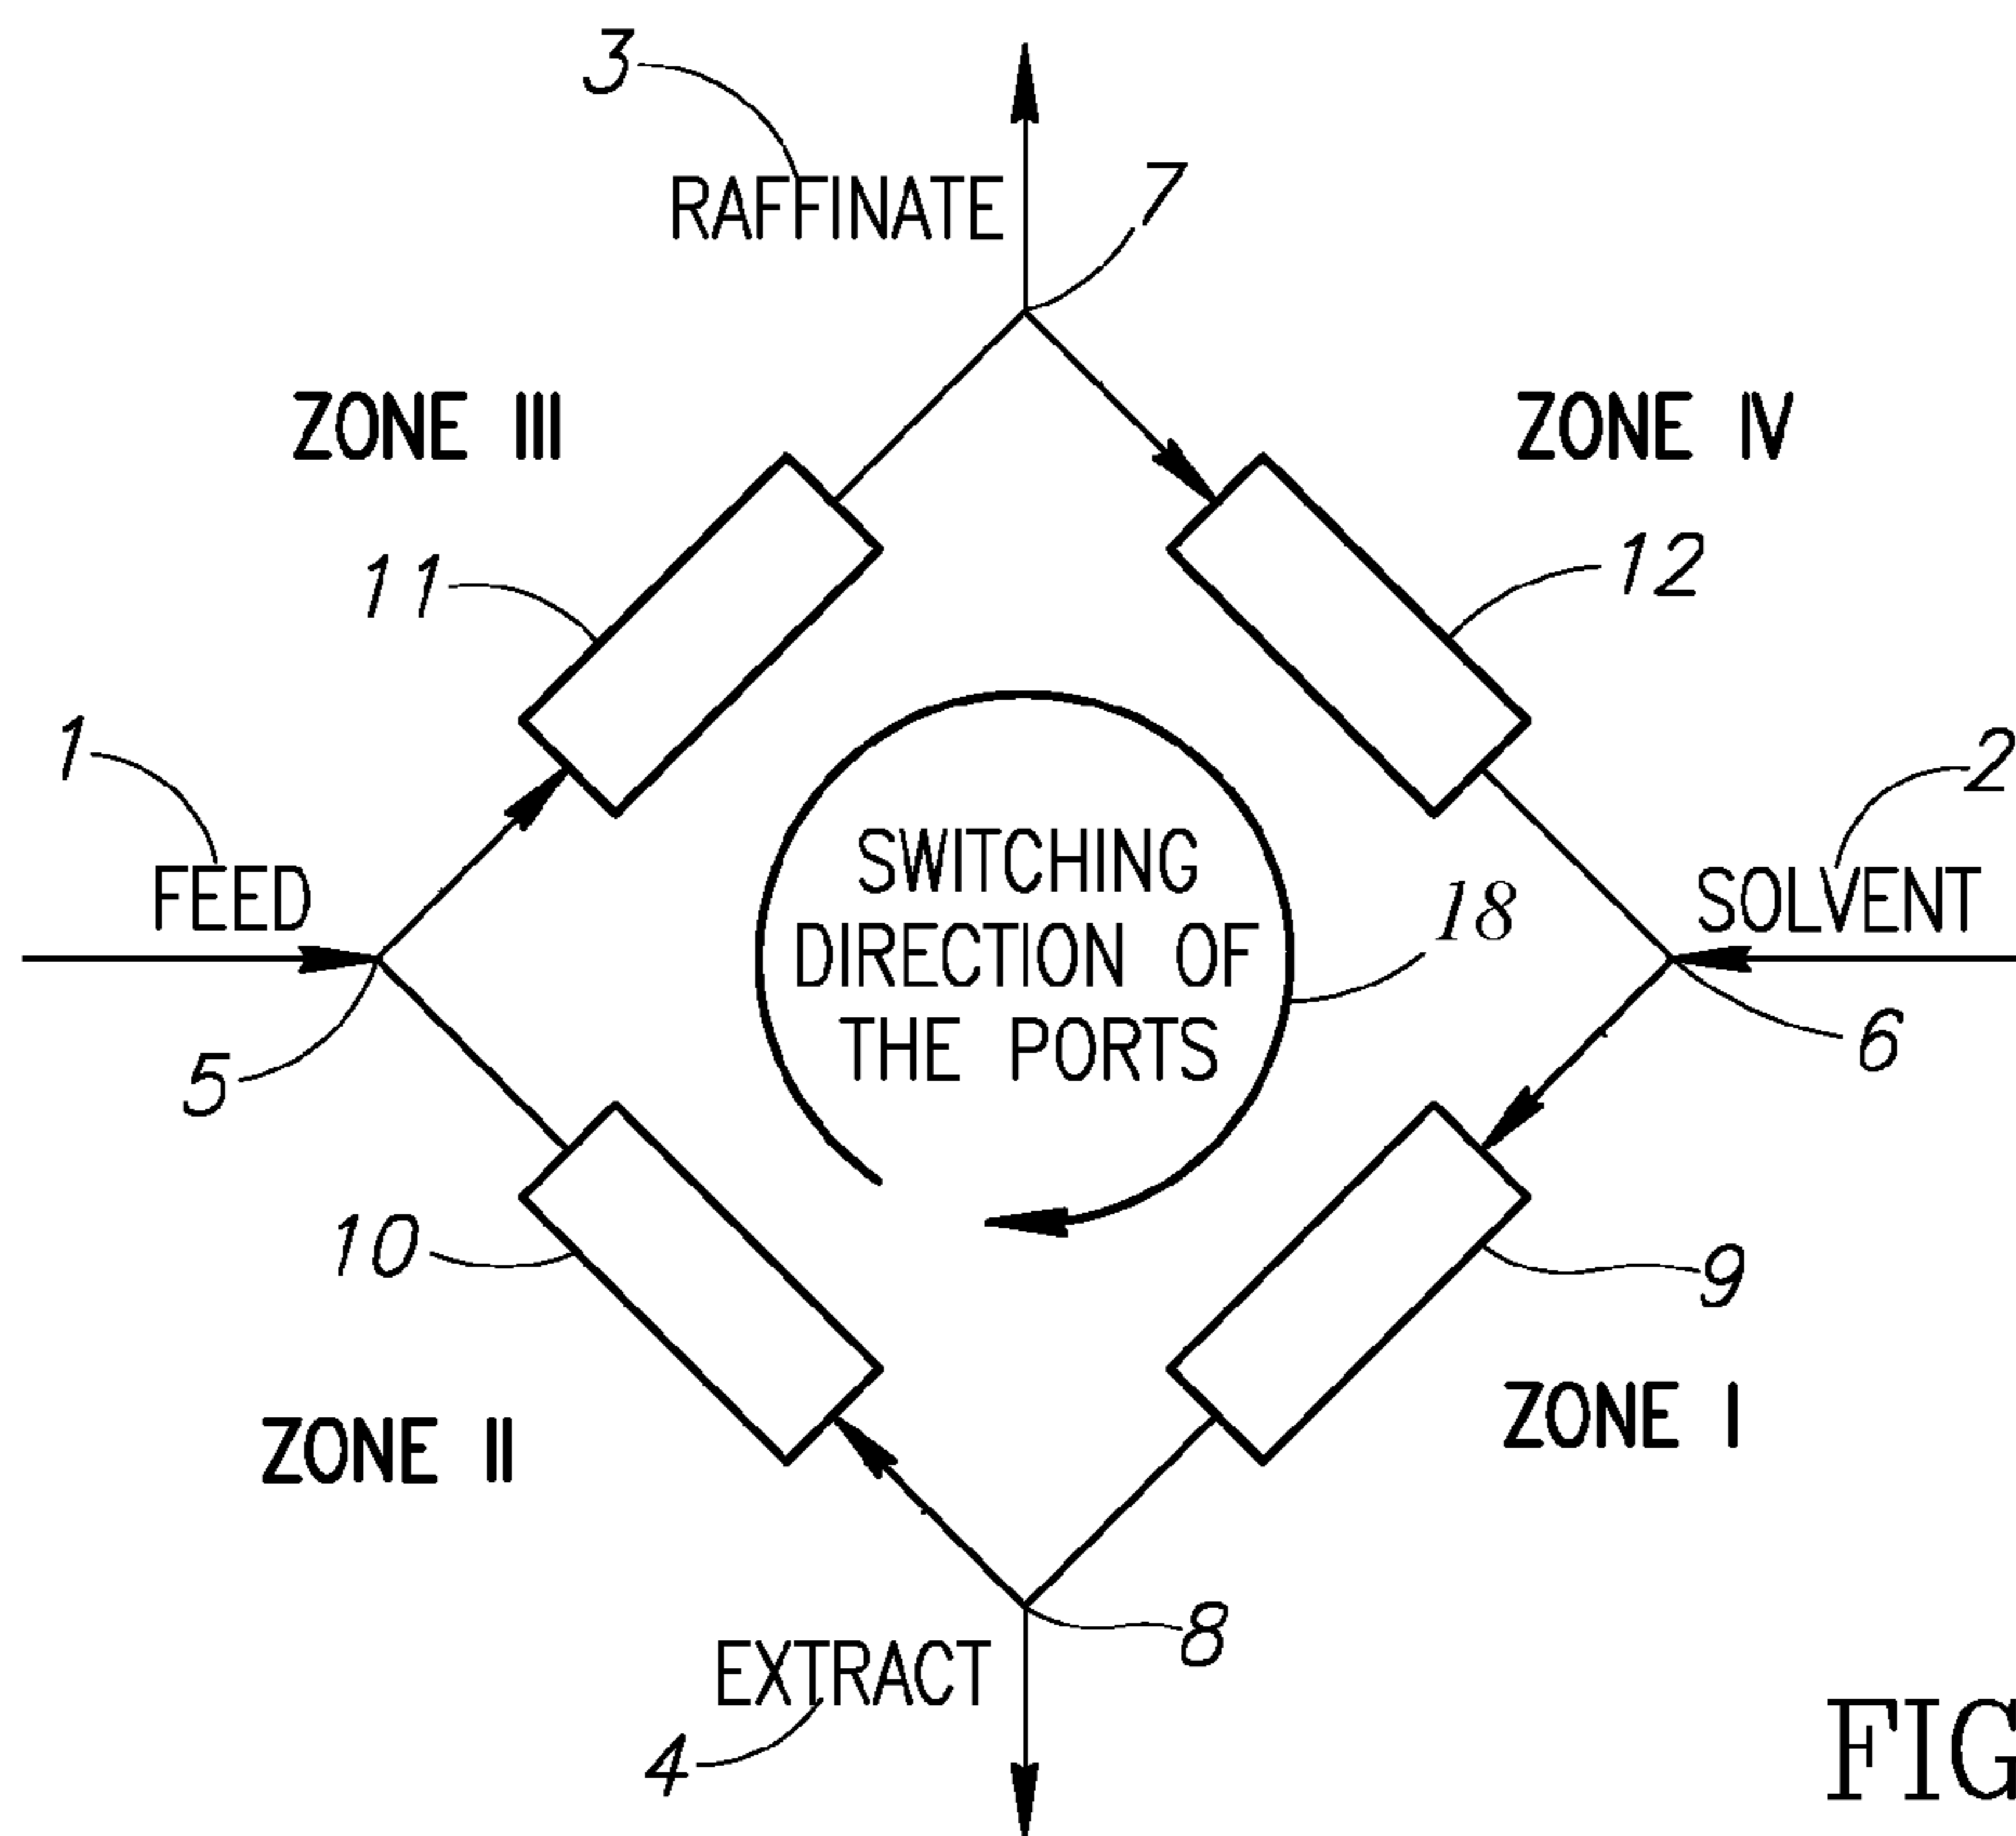 3
RAFFINATE
7
ZONE III
ZONE IV
11
12
1
2
FEED
SOLVENT
SWITCHING
DIRECTION OF
THE PORTS
18
5
6
10
9
ZONE II
ZONE I
EXTRACT
8
4
FIG